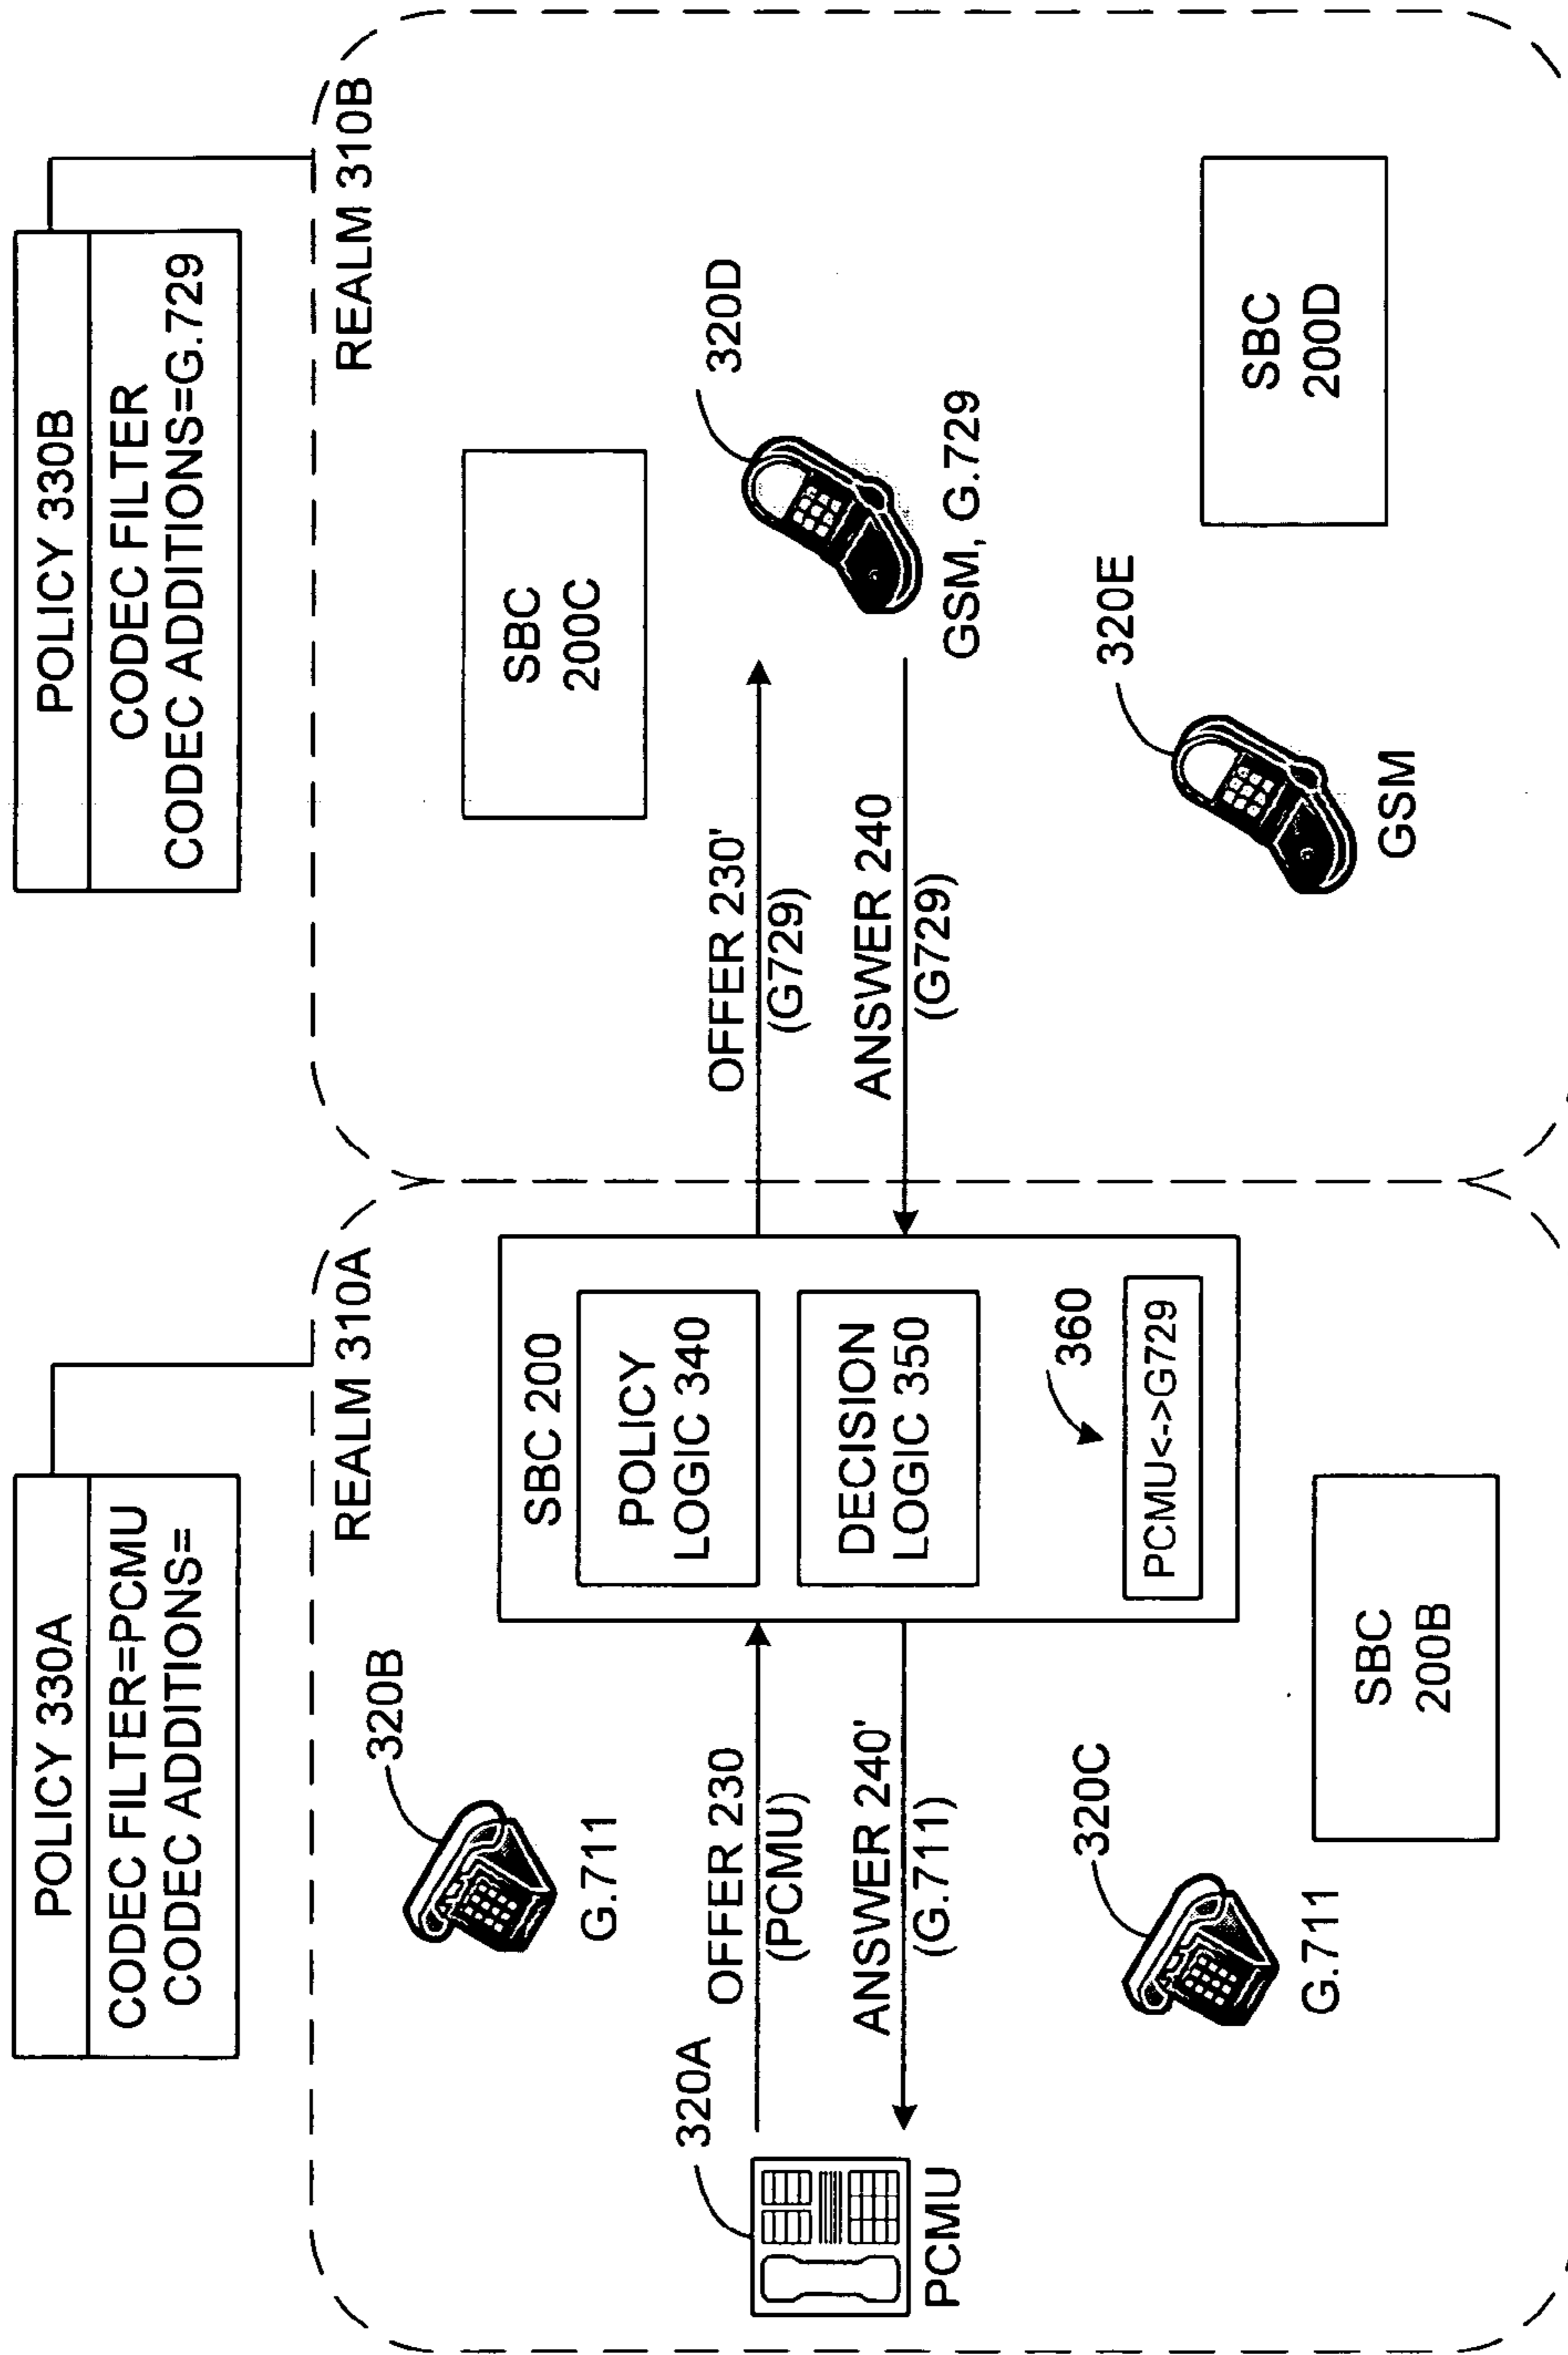 POLICY 330A
CODEC FILTER=PCMU
CODEC ADDITIONS=
POLICY 330B
CODEC FILTER
CODEC ADDITIONS=G.729
REALM 310A
REALM 310B
320B
G.711
320A
PCMU
OFFER 230
(PCMU)
ANSWER 240'
(G.711)
320C
G.711
SBC
200B
SBC 200
POLICY
LOGIC 340
DECISION
LOGIC 350
360
PCMU<->G729
OFFER 230'
(G729)
ANSWER 240
(G729)
SBC
200C
320D
GSM, G.729
320E
GSM
SBC
200D